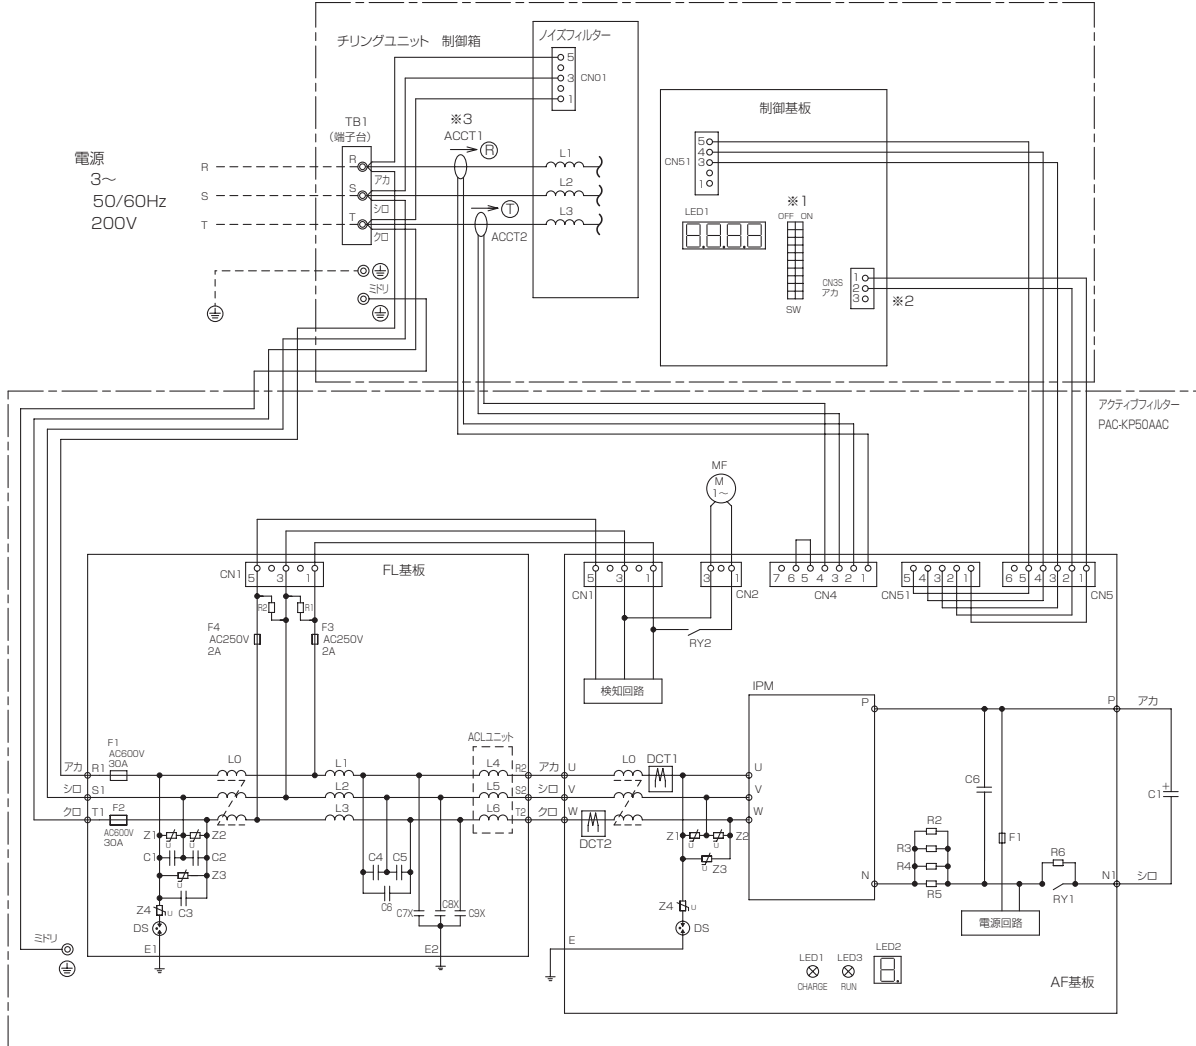 チリングユニット 制御箱
ノイズフィルター
5
3
1
CN01
制御基板
電源
3～
50/60Hz
200V
TB1
(端子台)
※3
ACCT1
R
L1
R
R
アカ
S
S
シロ
L2
T
T
クロ
T
L3
ACCT2
ミドリ
CN51
5
4
3
1
LED1
※1
OFF ON
SW
CN3S
アカ
1
2
3
※2
アクティブフィルター
PAC-KP50AAC
MF
M
1～
FL基板
CN1
5
3
1
R2
R1
F4
AC250V
2A
F3
AC250V
2A
5
3
1
CN1
3
1
CN2
7
6
5
4
3
2
1
CN4
5
4
3
2
1
CN51
6
5
4
3
2
1
CN5
RY2
検知回路
IPM
P
P
アカ
F1
AC600V
30A
アカ
R1
シロ
S1
クロ
T1
F2
AC600V
30A
L0
L1
L2
L3
ACLユニット
L4
L5
L6
R2
S2
T2
アカ
シロ
クロ
U
V
W
L0
DCT1
DCT2
U
V
W
Z1
U
Z2
U
C1
C2
Z3
U
C3
Z4
U
DS
E1
C4
C5
C6
C7X
C8X
C9X
E2
Z1
U
Z2
U
Z3
U
Z4
U
DS
E
N
R2
R3
R4
R5
C6
F1
R6
RY1
N1
シロ
C1
+
電源回路
ミドリ
LED1
CHARGE
LED3
RUN
LED2
AF基板